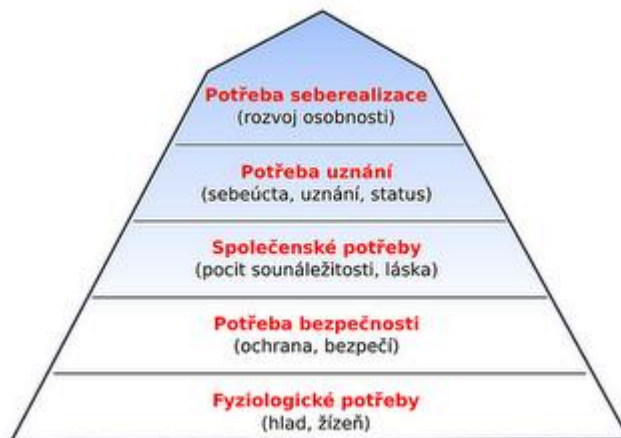 Potřeba seberealizace
(rozvoj osobnosti)
Potřeba uznání
(sebeúcta, uznání, status)
Společenské potřeby
(pocit sounáležitosti, láska)
Potřeba bezpečnosti
(ochrana, bezpečí)
Fyziologické potřeby
(hlad, žízeň)